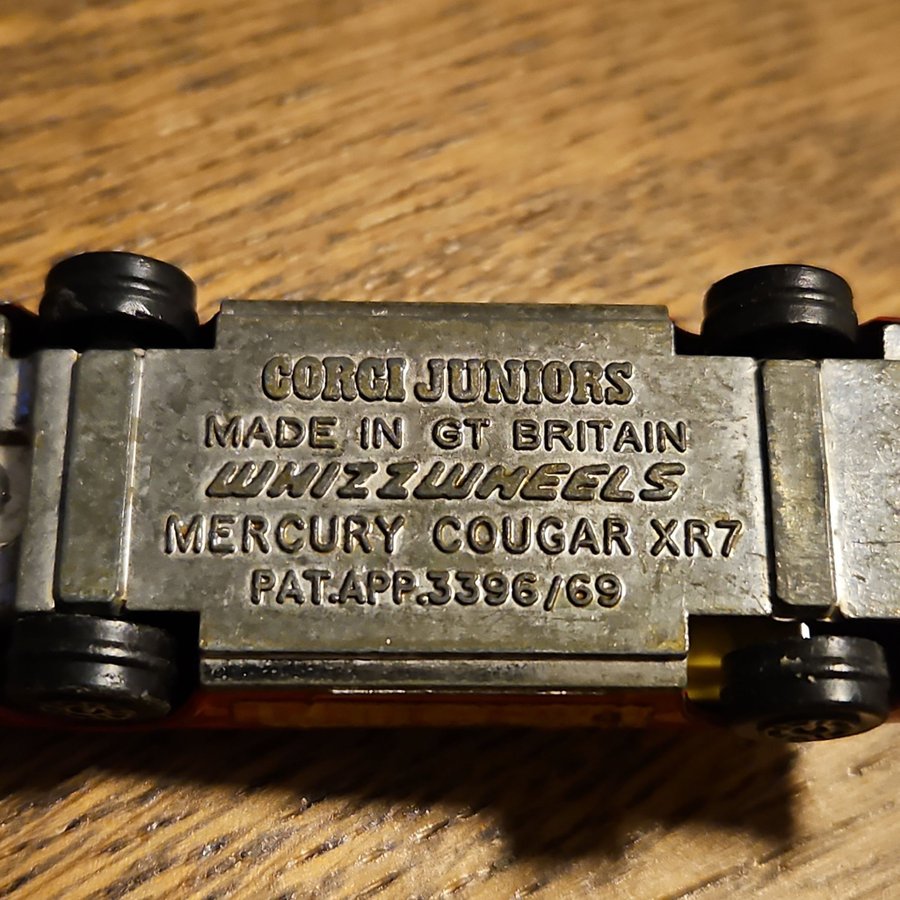 CORGI JUNIORS
MADE IN GT BRITAIN
WHIZZWHEELS
MERCURY COUGAR XR7
PAT.APP.3396/69